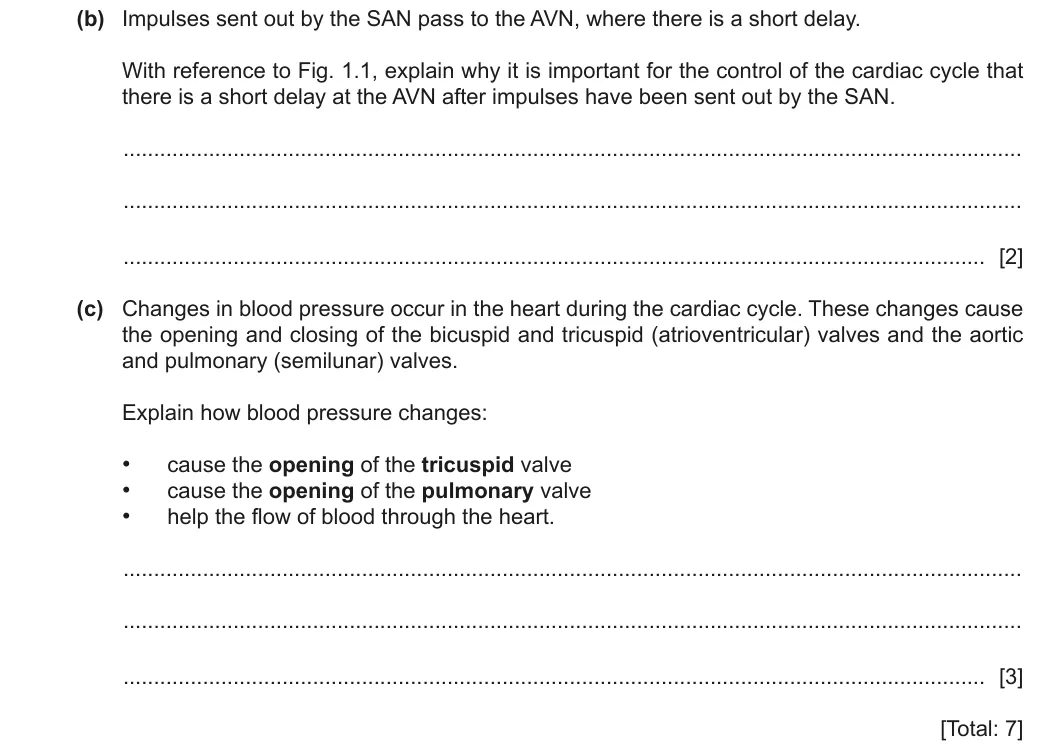 (b) Impulses sent out by the SAN pass to the AVN, where there is a short delay.
With reference to Fig. 1.1, explain why it is important for the control of the cardiac cycle that
there is a short delay at the AVN after impulses have been sent out by the SAN.
..........................................................................................................................................
..........................................................................................................................................
.................................................................................................................................... [2]
(c) Changes in blood pressure occur in the heart during the cardiac cycle. These changes cause
the opening and closing of the bicuspid and tricuspid (atrioventricular) valves and the aortic
and pulmonary (semilunar) valves.
Explain how blood pressure changes:
• cause the opening of the tricuspid valve
• cause the opening of the pulmonary valve
• help the flow of blood through the heart.
..........................................................................................................................................
..........................................................................................................................................
.................................................................................................................................... [3]
[Total: 7]